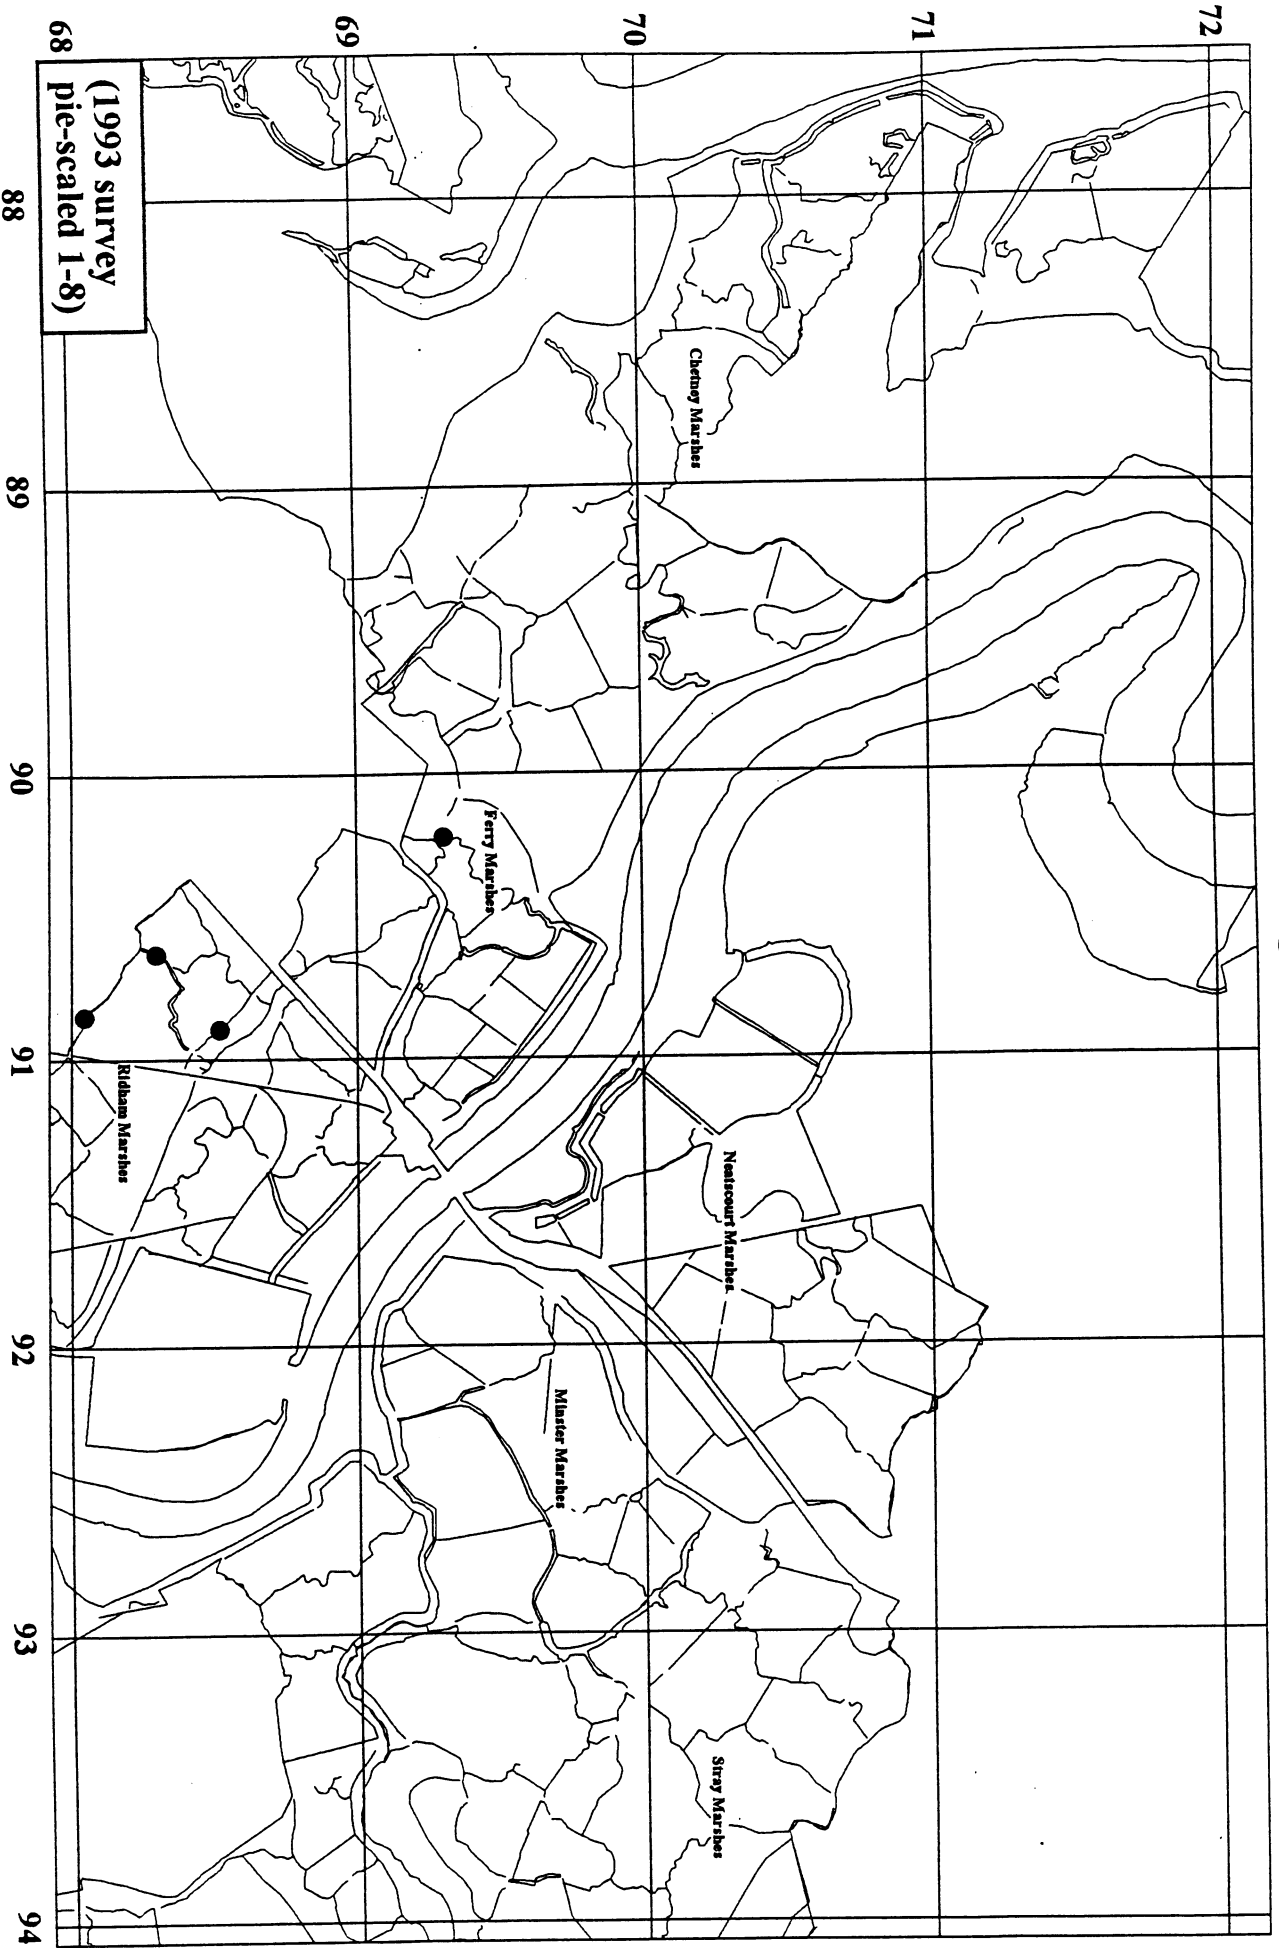 72
71
70
69
68
88
89
90
91
92
93
94
(1993 survey
pie-scaled 1-8)
Chetney Marshes
Ferry Marshes
Ridham Marshes
Neatscourt Marshes
Minster Marshes
Stray Marshes